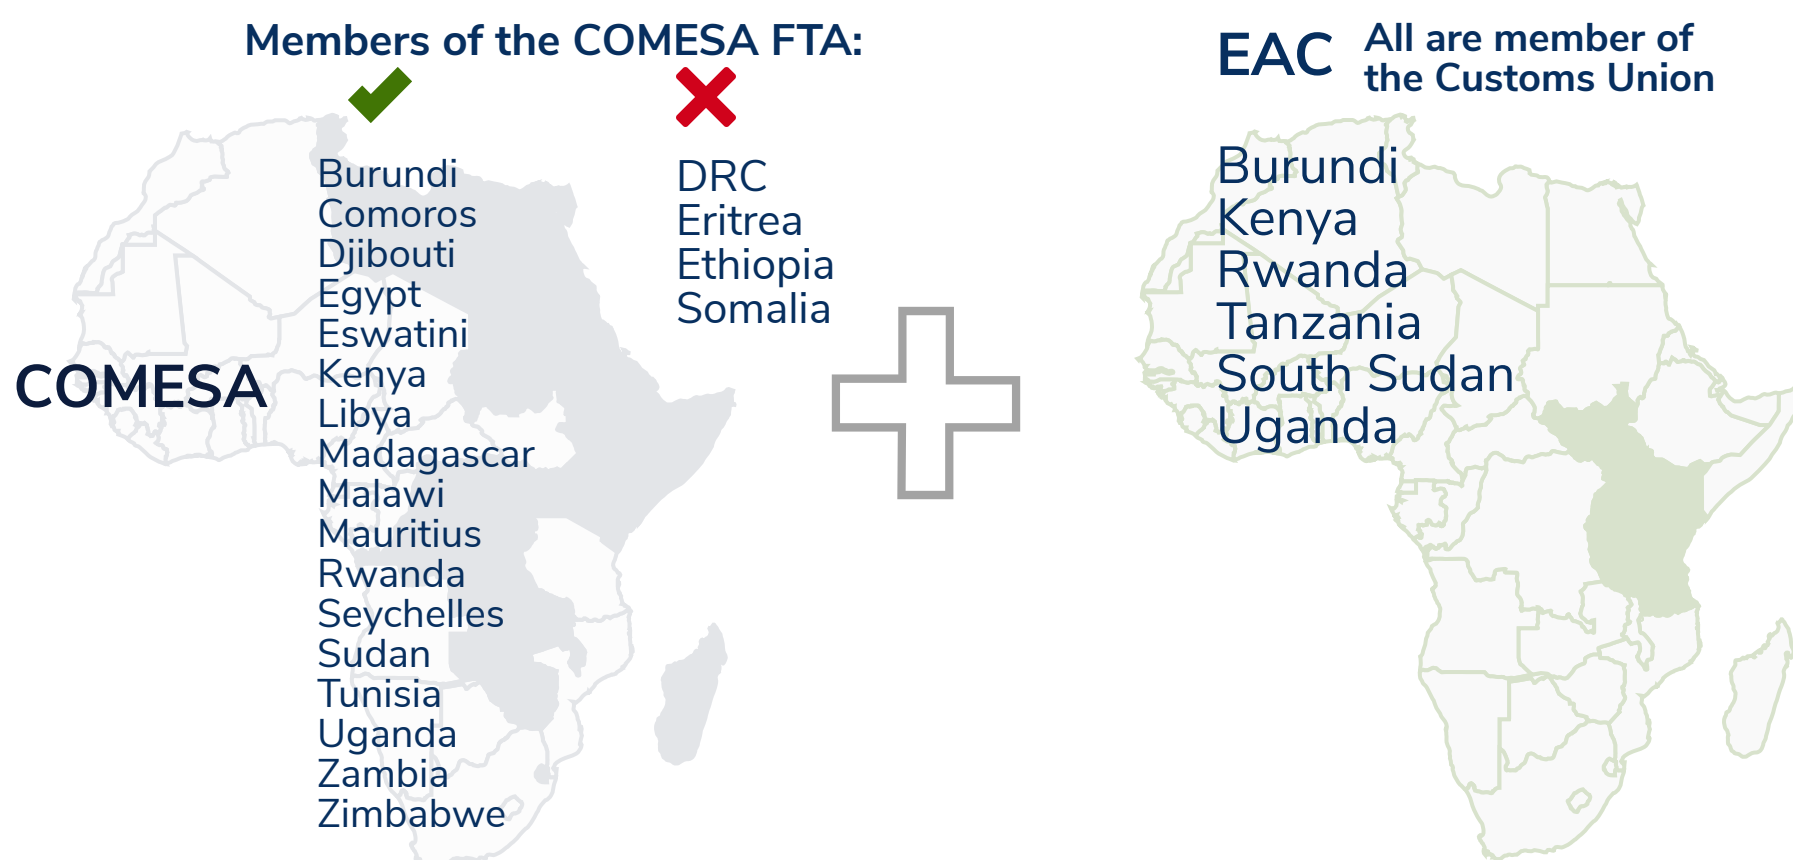 Members of the COMESA FTA:
COMESA
Burundi
Comoros
Djibouti
Egypt
Eswatini
Kenya
Libya
Madagascar
Malawi
Mauritius
Rwanda
Seychelles
Sudan
Tunisia
Uganda
Zambia
Zimbabwe
DRC
Eritrea
Ethiopia
Somalia
EAC
All are member of
the Customs Union
Burundi
Kenya
Rwanda
Tanzania
South Sudan
Uganda